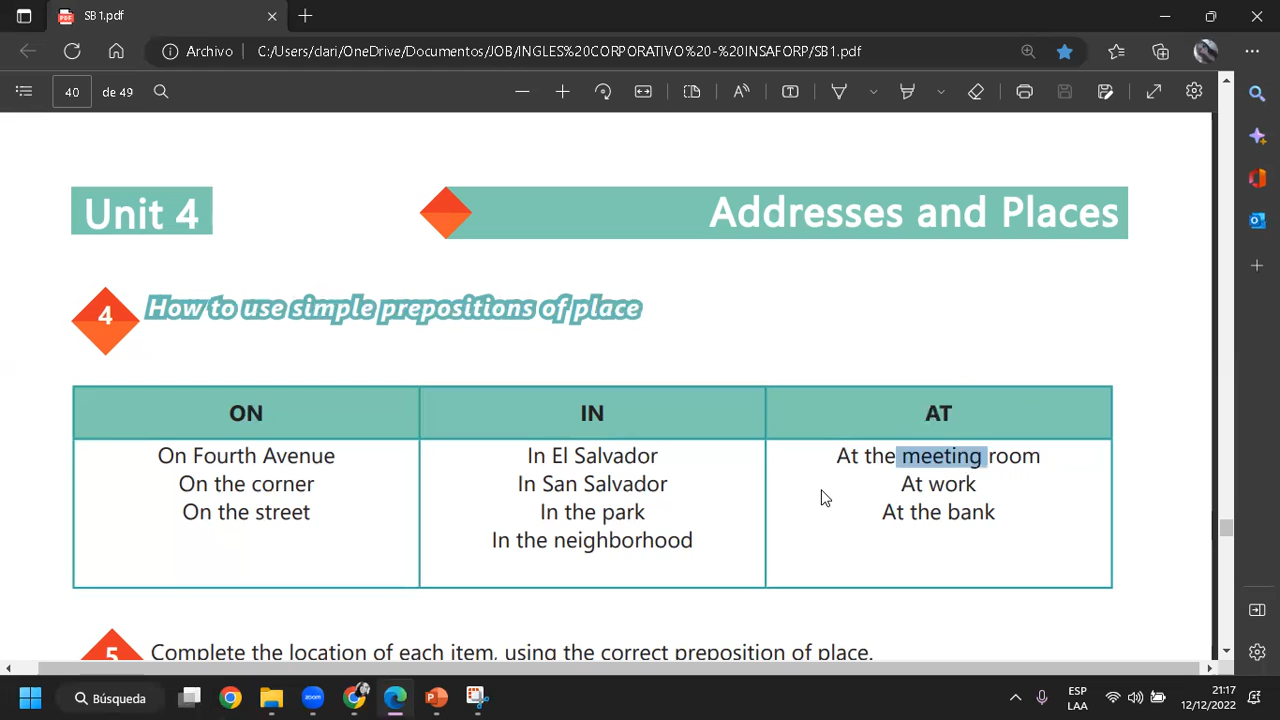 SB1.pdf
Archivo
C:/Users/clari/OneDrive/Documentos/JOB/INGLES%20CORPORATIVO%20-%20INSAFORP/SB1.pdf
40 de 49
Unit 4
Addresses and Places
4
How to use simple prepositions of place
ON IN AT
On Fourth Avenue In El Salvador At the meeting room
On the corner In San Salvador At work
On the street In the park At the bank
In the neighborhood
5 Complete the location of each item, using the correct preposition of place.
Búsqueda
zoom
ESP
LAA
21:17
12/12/2022